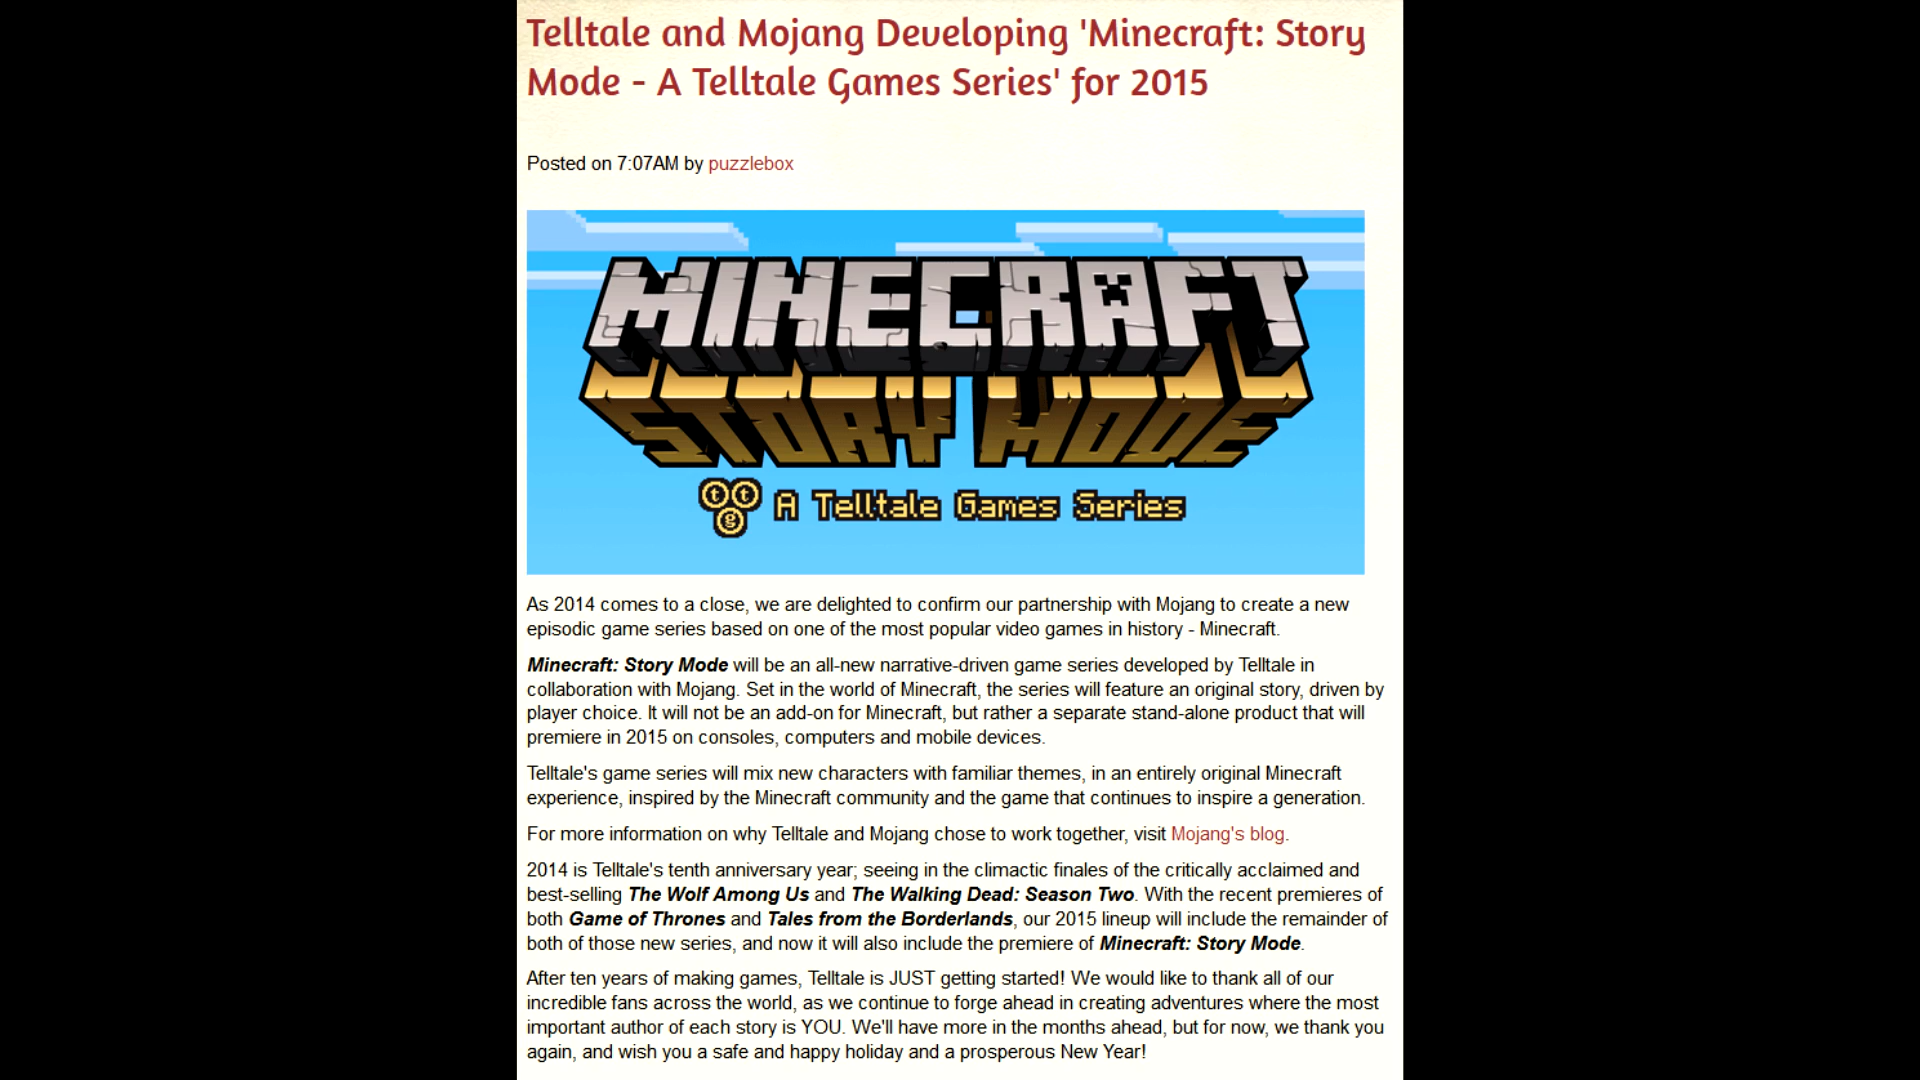 Telltale and Mojang Developing 'Minecraft: Story
Mode - A Telltale Games Series' for 2015
Posted on 7:07AM by puzzlebox
MINECRAFT
STORY MODE
ttg A Telltale Games Series
As 2014 comes to a close, we are delighted to confirm our partnership with Mojang to create a new
episodic game series based on one of the most popular video games in history - Minecraft.
Minecraft: Story Mode will be an all-new narrative-driven game series developed by Telltale in
collaboration with Mojang. Set in the world of Minecraft, the series will feature an original story, driven by
player choice. It will not be an add-on for Minecraft, but rather a separate stand-alone product that will
premiere in 2015 on consoles, computers and mobile devices.
Telltale's game series will mix new characters with familiar themes, in an entirely original Minecraft
experience, inspired by the Minecraft community and the game that continues to inspire a generation.
For more information on why Telltale and Mojang chose to work together, visit Mojang's blog.
2014 is Telltale's tenth anniversary year; seeing in the climactic finales of the critically acclaimed and
best-selling The Wolf Among Us and The Walking Dead: Season Two. With the recent premieres of
both Game of Thrones and Tales from the Borderlands, our 2015 lineup will include the remainder of
both of those new series, and now it will also include the premiere of Minecraft: Story Mode.
After ten years of making games, Telltale is JUST getting started! We would like to thank all of our
incredible fans across the world, as we continue to forge ahead in creating adventures where the most
important author of each story is YOU. We'll have more in the months ahead, but for now, we thank you
again, and wish you a safe and happy holiday and a prosperous New Year!